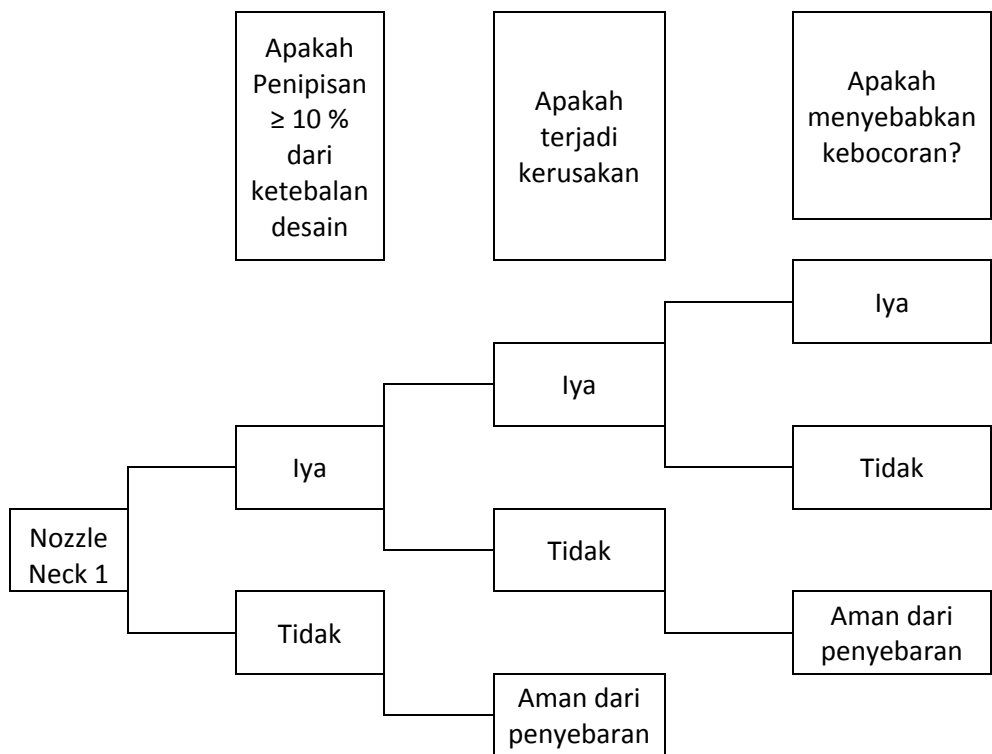 Apakah
Penipisan
≥ 10 %
dari
ketebalan
desain
Apakah
terjadi
kerusakan
Apakah
menyebabkan
kebocoran?
Iya
Iya
Iya
Tidak
Nozzle
Neck 1
Tidak
Tidak
Aman dari
penyebaran
Aman dari
penyebaran